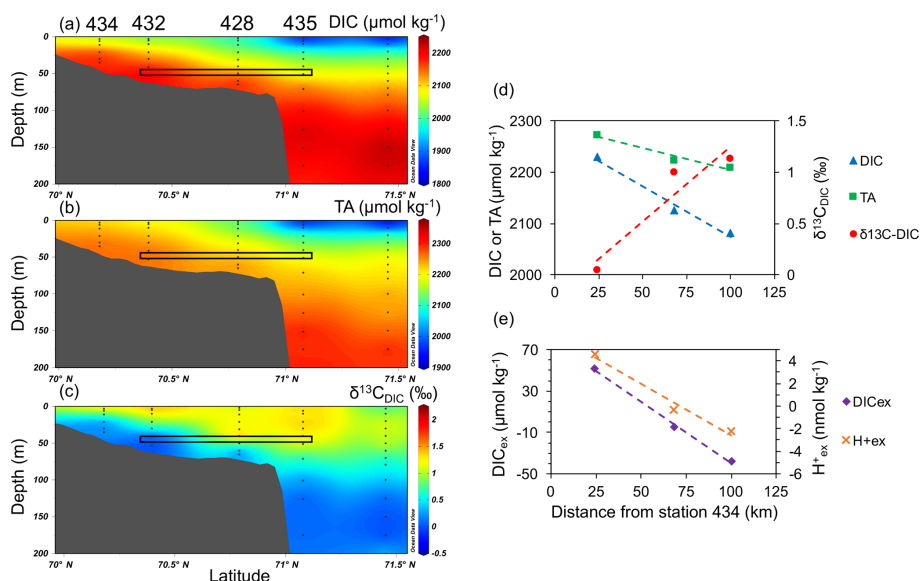 (a) 434 432 428 435 DIC (µmol kg⁻¹)
0
50
100
150
200
Depth (m)
70° N 70.5° N 71° N 71.5° N
Ocean Data View
2200
2100
2000
1900
1800
(b) TA (µmol kg⁻¹)
0
50
100
150
200
Depth (m)
70° N 70.5° N 71° N 71.5° N
Ocean Data View
2300
2200
2100
2000
1900
(c) δ¹³C_DIC (‰)
0
50
100
150
200
Depth (m)
70° N 70.5° N 71° N 71.5° N
Latitude
Ocean Data View
2
1.5
1
0.5
0
-0.5
(d)
2300
2200
2100
2000
DIC or TA (µmol kg⁻¹)
1.5
1
0.5
0
δ¹³C_DIC (‰)
0 25 50 75 100 125
DIC
TA
δ13C-DIC
(e)
70
30
-10
-50
DIC_ex (µmol kg⁻¹)
4
2
0
-2
-4
-6
H⁺_ex (nmol kg⁻¹)
0 25 50 75 100 125
Distance from station 434 (km)
DICex
H+ex